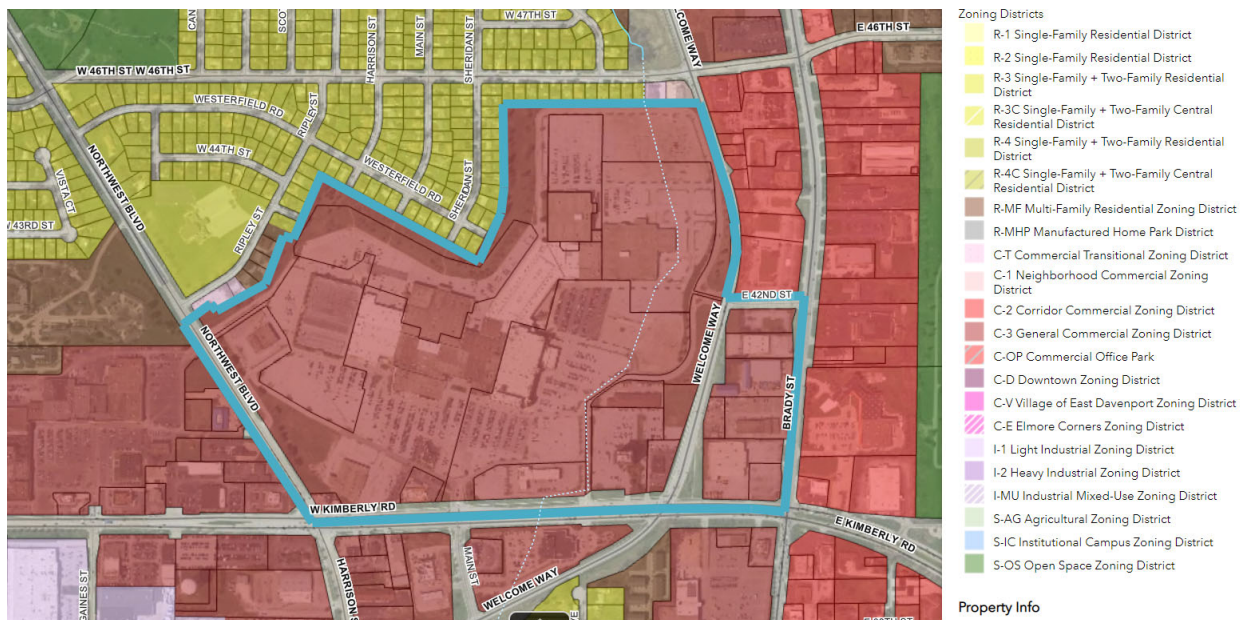 W 47TH ST
E 46TH ST
W 46TH ST W 46TH ST
HARRISON ST
MAIN ST
SHERIDAN ST
WELCOME WAY
WESTERFIELD RD
RIPLEY ST
W 44TH ST
WESTERFIELD RD
SHERIDAN ST
NORTHWEST BLVD
VISTA CT
RIPLEY ST
E 42ND ST
NORTHWEST BLVD
WELCOME WAY
BRADY ST
W KIMBERLY RD
E KIMBERLY RD
GAINES ST
HARRISON S
MAIN ST
WELCOME WAY
Zoning Districts
R-1 Single-Family Residential District
R-2 Single-Family Residential District
R-3 Single-Family + Two-Family Residential
District
R-3C Single-Family + Two-Family Central
Residential District
R-4 Single-Family + Two-Family Residential
District
R-4C Single-Family + Two-Family Central
Residential District
R-MF Multi-Family Residential Zoning District
R-MHP Manufactured Home Park District
C-T Commercial Transitional Zoning District
C-1 Neighborhood Commercial Zoning
District
C-2 Corridor Commercial Zoning District
C-3 General Commercial Zoning District
C-OP Commercial Office Park
C-D Downtown Zoning District
C-V Village of East Davenport Zoning District
C-E Elmore Corners Zoning District
I-1 Light Industrial Zoning District
I-2 Heavy Industrial Zoning District
I-MU Industrial Mixed-Use Zoning District
S-AG Agricultural Zoning District
S-IC Institutional Campus Zoning District
S-OS Open Space Zoning District
Property Info